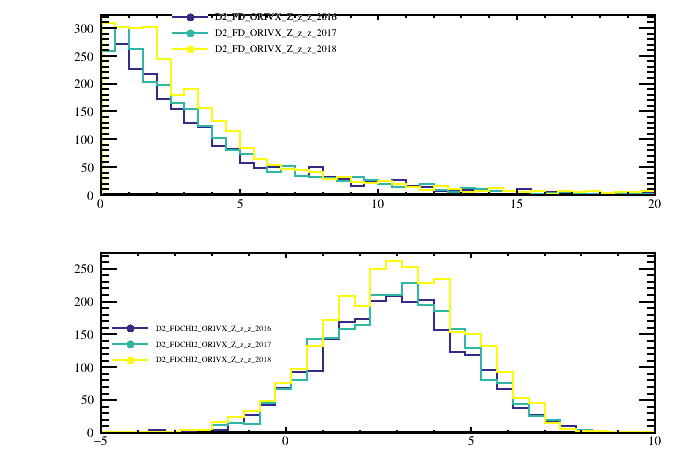 300
250
200
150
100
50
0
D2_FD_ORIVX_Z_z_z_2016
D2_FD_ORIVX_Z_z_z_2017
D2_FD_ORIVX_Z_z_z_2018
0 5 10 15 20
250
200
150
100
50
0
D2_FDCHI2_ORIVX_Z_z_z_2016
D2_FDCHI2_ORIVX_Z_z_z_2017
D2_FDCHI2_ORIVX_Z_z_z_2018
−5 0 5 10